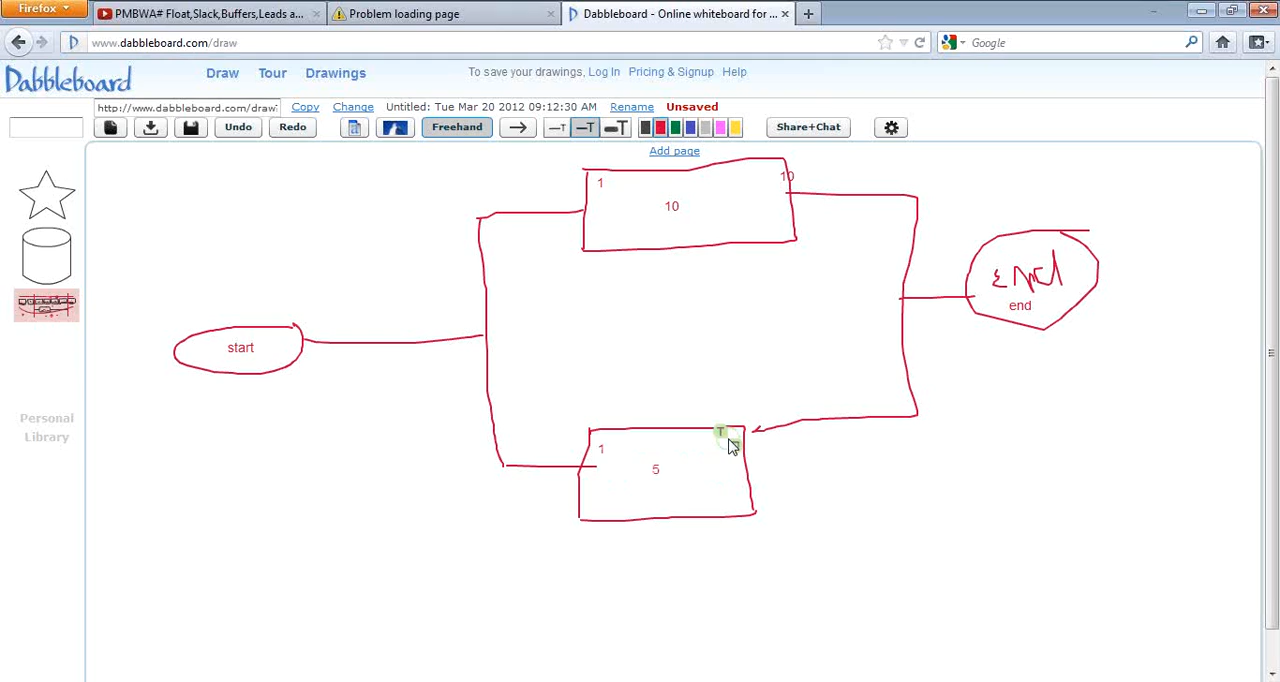 Firefox
PMBWA# Float,Slack,Buffers,Leads a...
Problem loading page
Dabbleboard - Online whiteboard for ...
www.dabbleboard.com/draw
Google
Dabbleboard
Draw
Tour
Drawings
To save your drawings, Log In
Pricing & Signup
Help
http://www.dabbleboard.com/draw
Copy
Change
Untitled: Tue Mar 20 2012 09:12:30 AM
Rename
Unsaved
Undo
Redo
Freehand
T
T
T
Share+Chat
Add page
1
10
10
end
end
start
Personal
Library
T
1
5